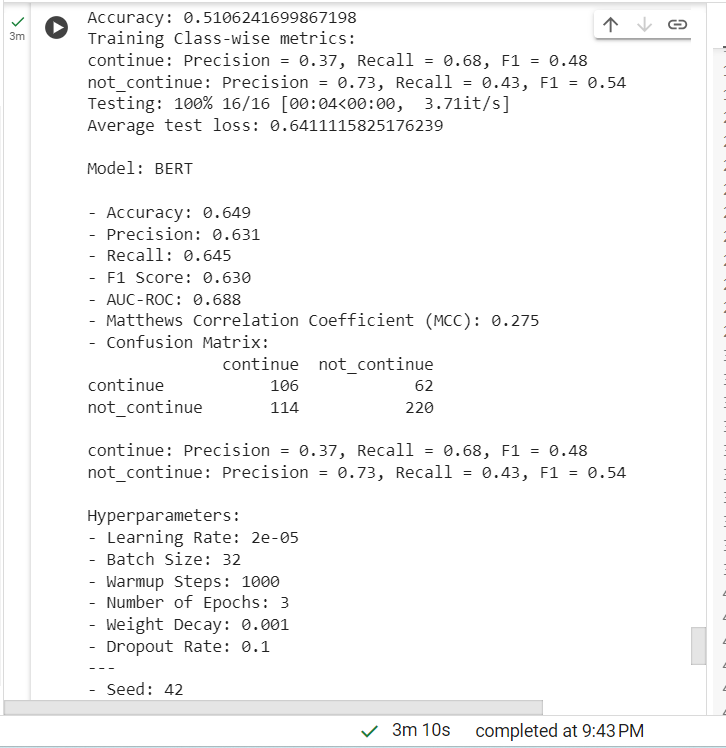 3m
Accuracy: 0.5106241699867198
Training Class-wise metrics:
continue: Precision = 0.37, Recall = 0.68, F1 = 0.48
not_continue: Precision = 0.73, Recall = 0.43, F1 = 0.54
Testing: 100% 16/16 [00:04<00:00,  3.71it/s]
Average test loss: 0.6411115825176239
Model: BERT
- Accuracy: 0.649
- Precision: 0.631
- Recall: 0.645
- F1 Score: 0.630
- AUC-ROC: 0.688
- Matthews Correlation Coefficient (MCC): 0.275
- Confusion Matrix:
continue  not_continue
continue 106 62
not_continue 114 220
continue: Precision = 0.37, Recall = 0.68, F1 = 0.48
not_continue: Precision = 0.73, Recall = 0.43, F1 = 0.54
Hyperparameters:
- Learning Rate: 2e-05
- Batch Size: 32
- Warmup Steps: 1000
- Number of Epochs: 3
- Weight Decay: 0.001
- Dropout Rate: 0.1
---
- Seed: 42
3m 10s completed at 9:43 PM